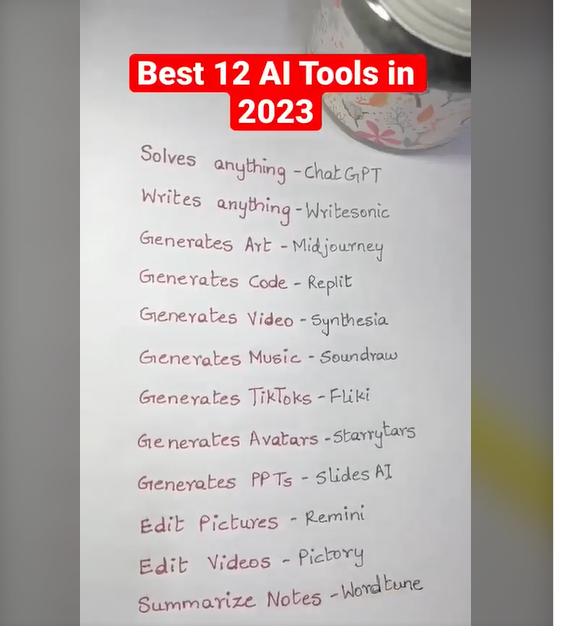 Best 12 AI Tools in
2023
Solves anything - ChatGPT
Writes anything - Writesonic
Generates Art - Midjourney
Generates Code - Replit
Generates Video - Synthesia
Generates Music - Soundraw
Generates TikToks - Fliki
Generates Avatars - Starrytars
Generates PPTs - Slides AI
Edit Pictures - Remini
Edit Videos - Pictory
Summarize Notes - Wordtune